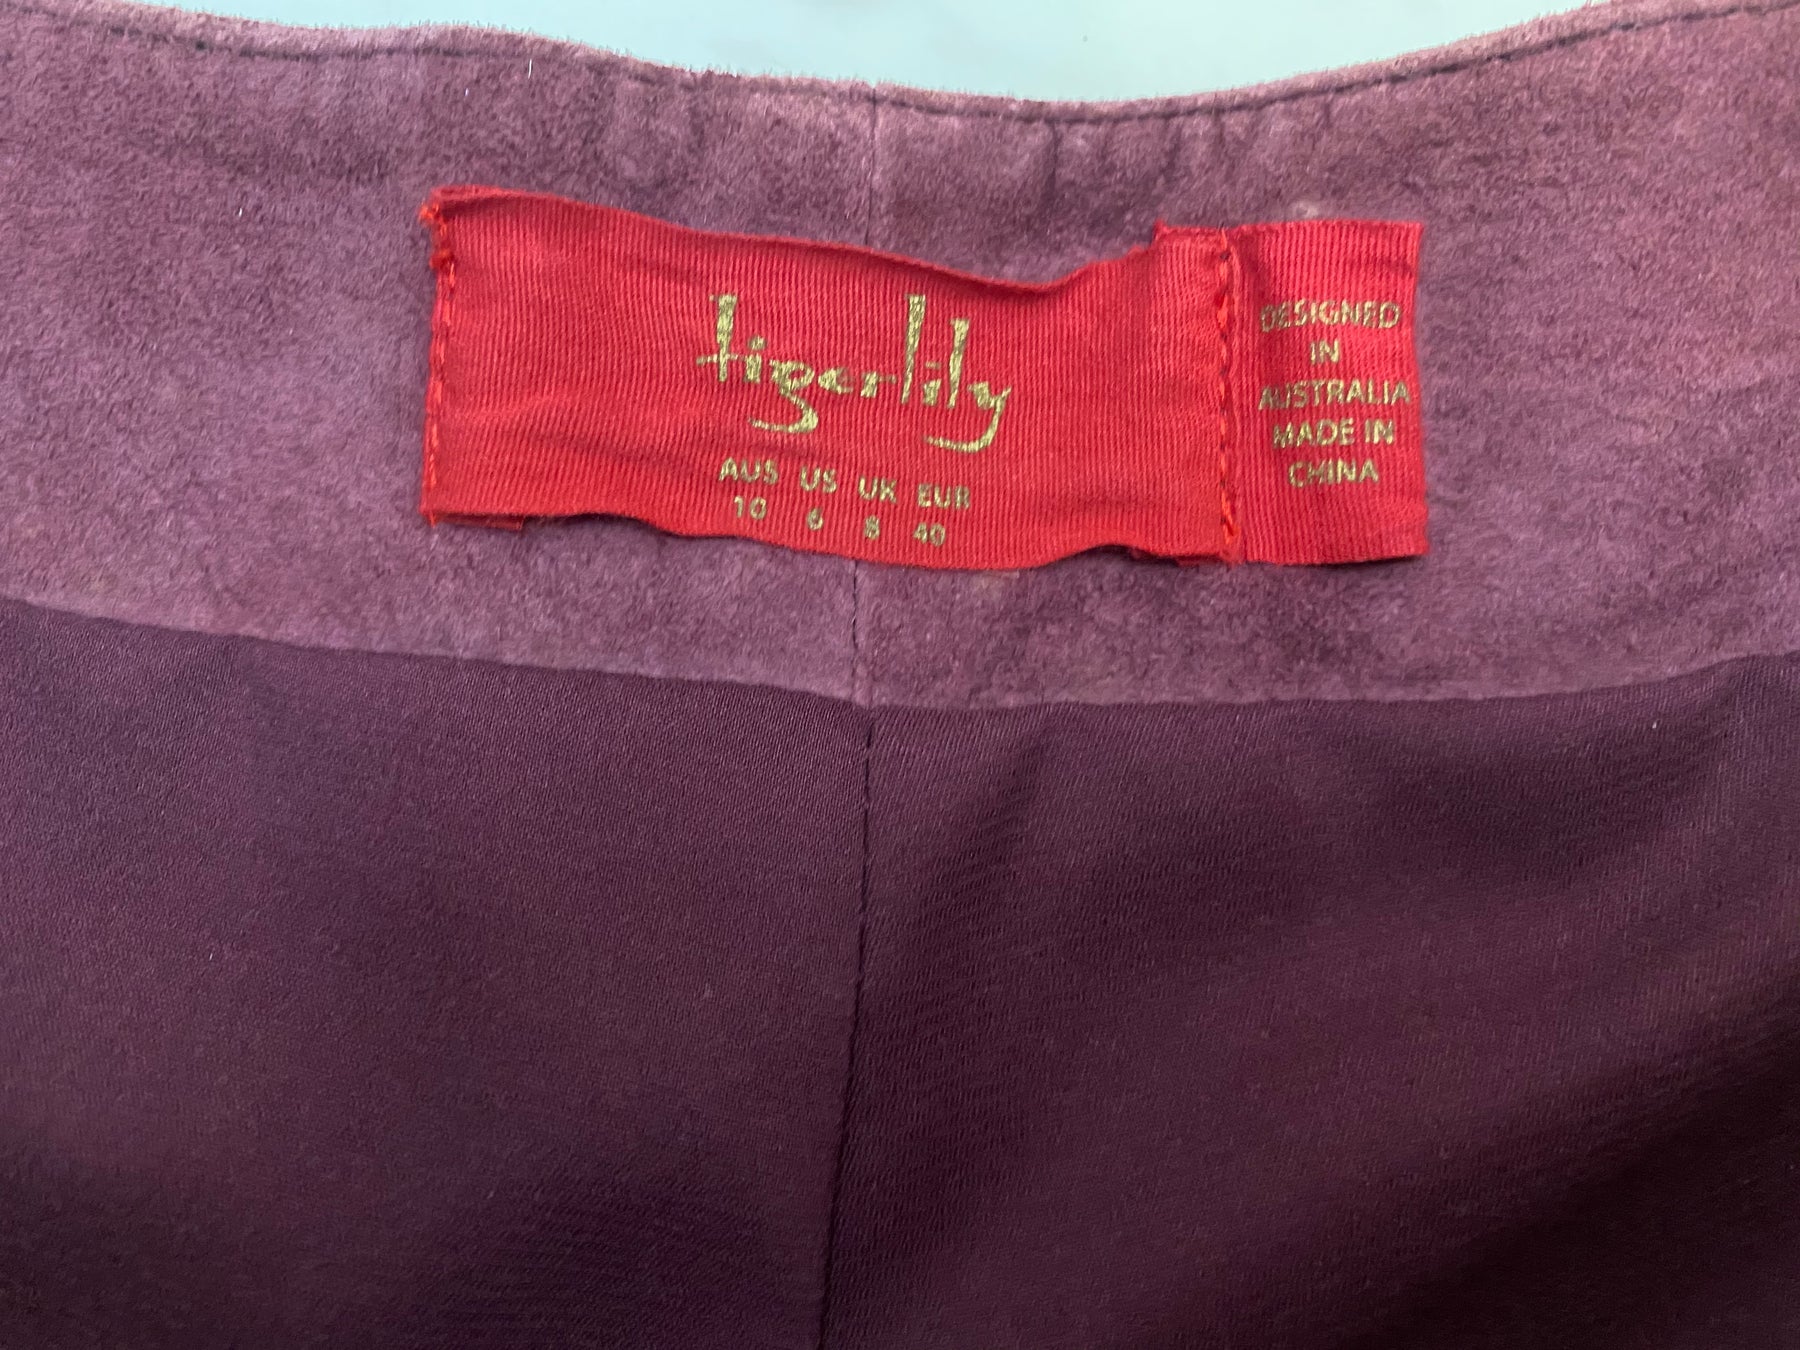 tigerlily
AUS US UK EUR
10 6 8 40
DESIGNED
IN
AUSTRALIA
MADE IN
CHINA